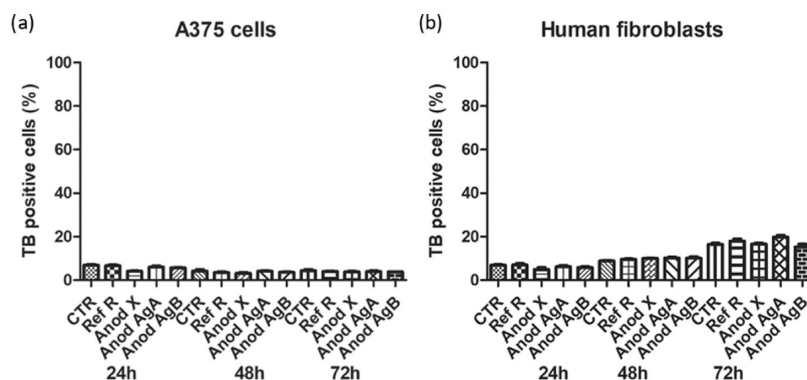 (a)
A375 cells
TB positive cells (%)
100
80
60
40
20
0
CTR
Ref R
Anod X
Anod AgA
Anod AgB
CTR
Ref R
Anod X
Anod AgA
Anod AgB
CTR
Ref R
Anod X
Anod AgA
Anod AgB
24h
48h
72h
(b)
Human fibroblasts
TB positive cells (%)
100
80
60
40
20
0
CTR
Ref R
Anod X
Anod AgA
Anod AgB
CTR
Ref R
Anod X
Anod AgA
Anod AgB
CTR
Ref R
Anod X
Anod AgA
Anod AgB
24h
48h
72h